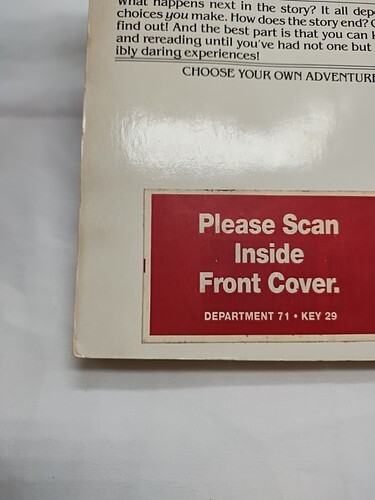 What happens next in the story? It all dep
choices you make. How does the story end?
find out! And the best part is that you can k
and rereading until you've had not one but
ibly daring experiences!
CHOOSE YOUR OWN ADVENTURE
Please Scan
Inside
Front Cover.
DEPARTMENT 71 • KEY 29